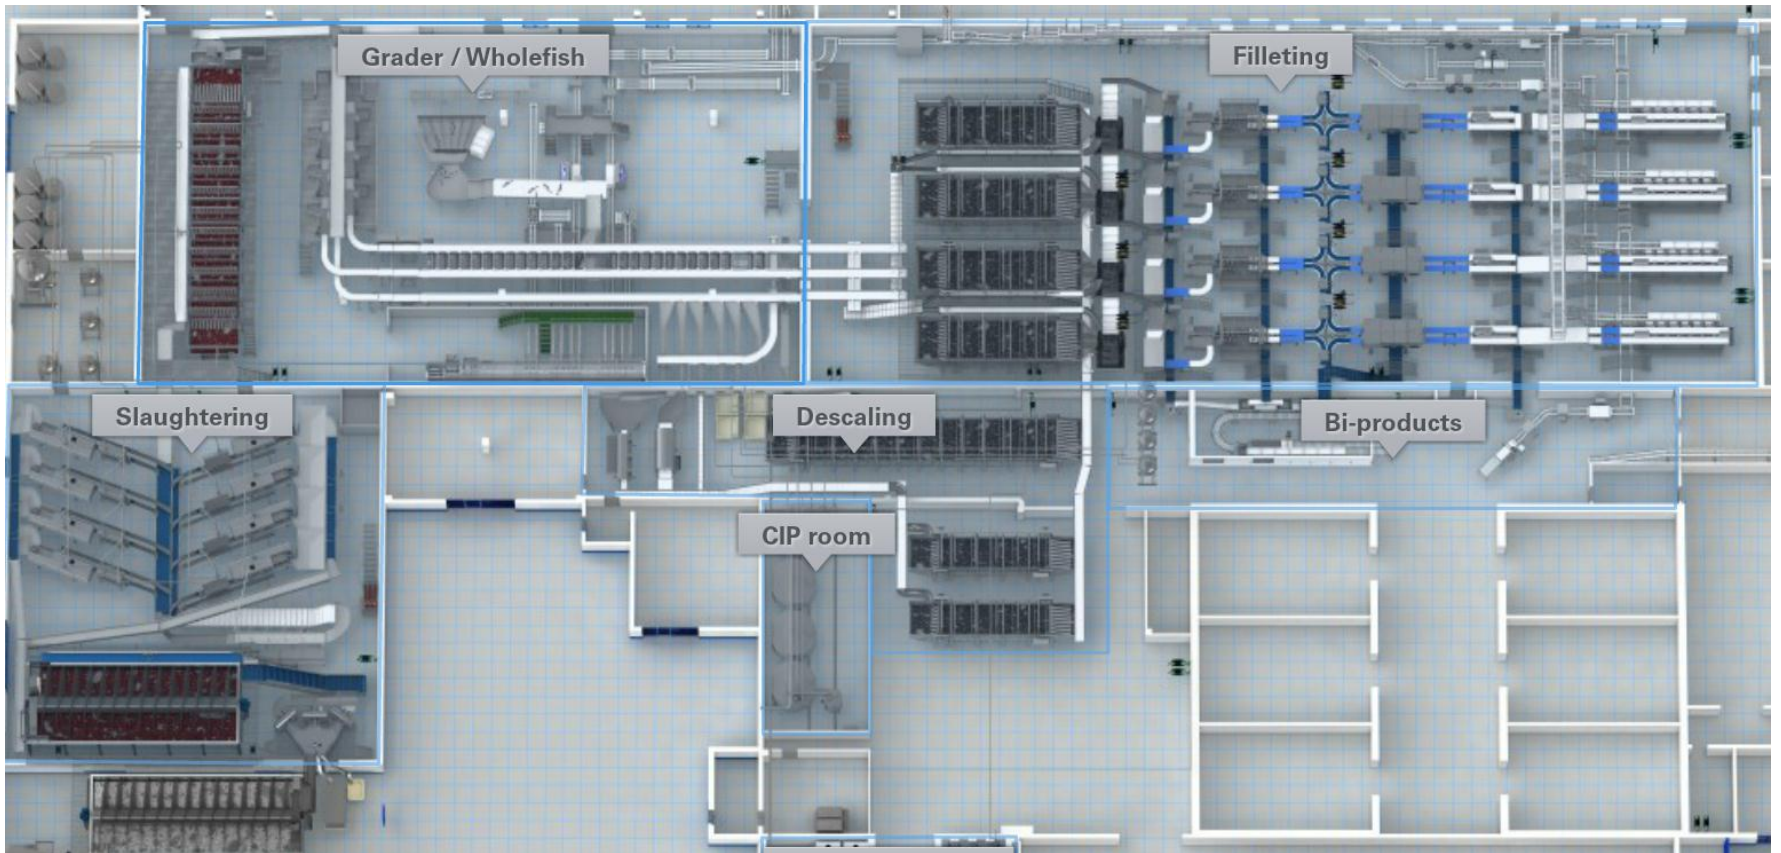 Grader / Wholefish
Filleting
Slaughtering
Descaling
Bi-products
CIP room